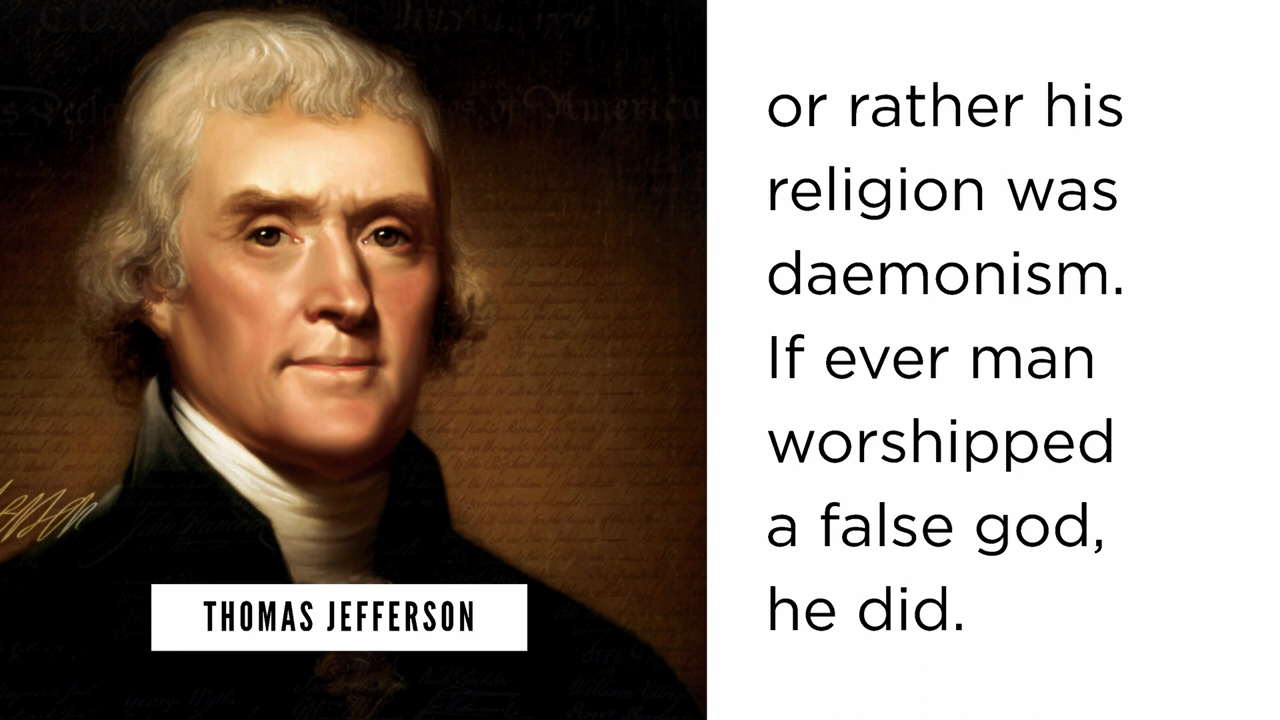 THOMAS JEFFERSON
or rather his
religion was
daemonism.
If ever man
worshipped
a false god,
he did.